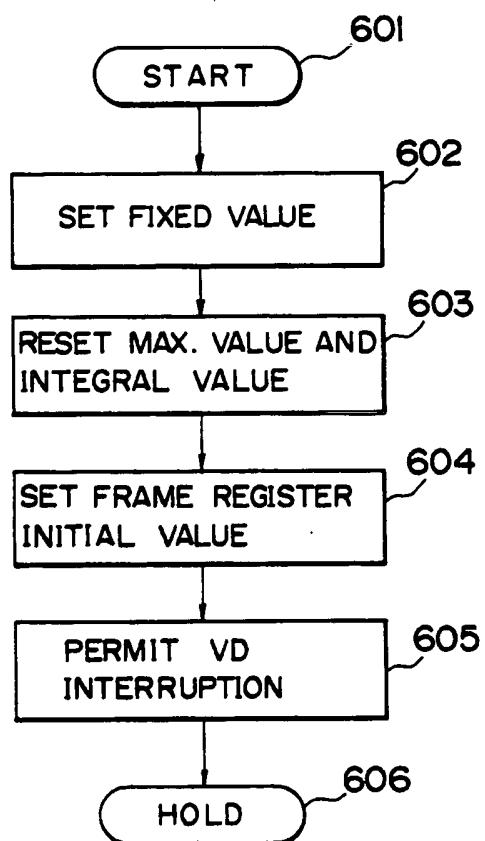 601
START
602
SET FIXED VALUE
603
RESET MAX. VALUE AND
INTEGRAL VALUE
604
SET FRAME REGISTER
INITIAL VALUE
605
PERMIT VD
INTERRUPTION
606
HOLD